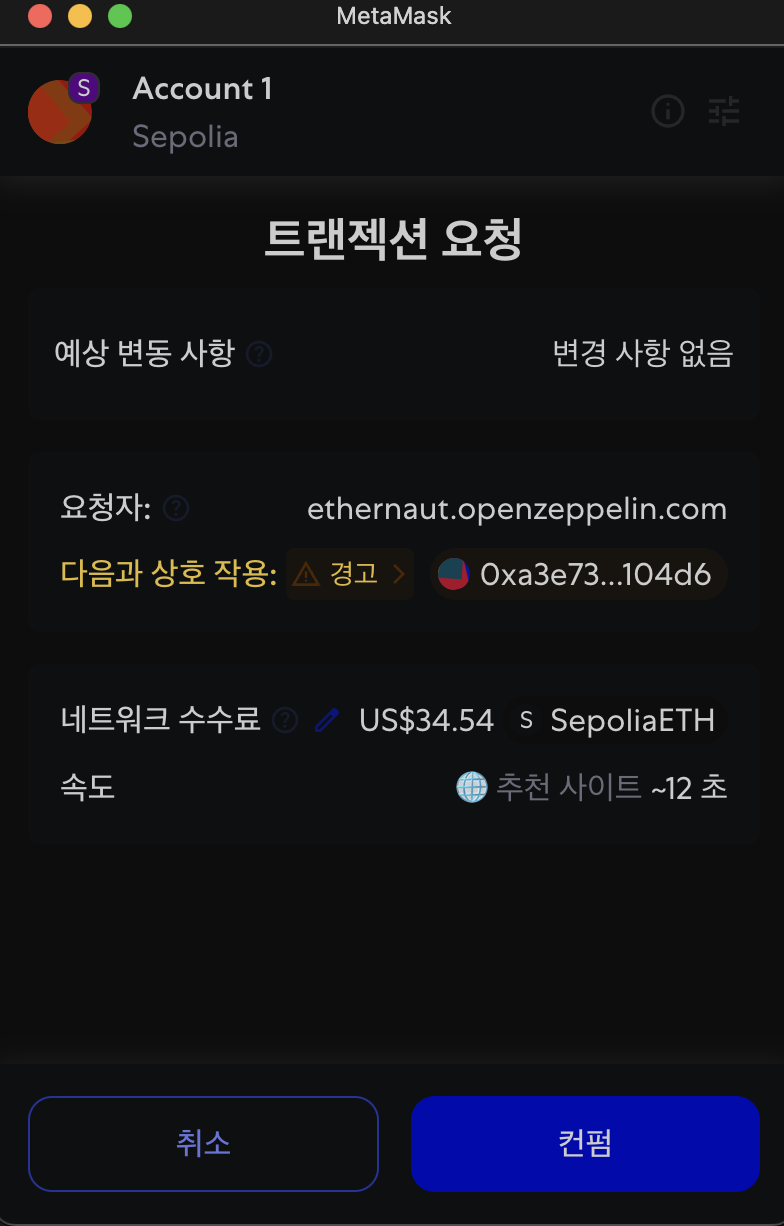 MetaMask
S
Account 1
Sepolia
트랜젝션 요청
예상 변동 사항 변경 사항 없음
요청자: ethernaut.openzeppelin.com
다음과 상호 작용: 경고 0xa3e73...104d6
네트워크 수수료 US$34.54 S SepoliaETH
속도 추천 사이트 ~12 초
취소 컨펌